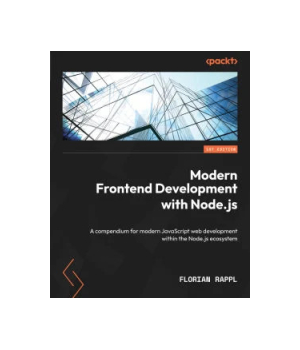 <packt>
1ST EDITION
Modern
Frontend Development
with Node.js
A compendium for modern JavaScript web development
within the Node.js ecosystem
FLORIAN RAPPL